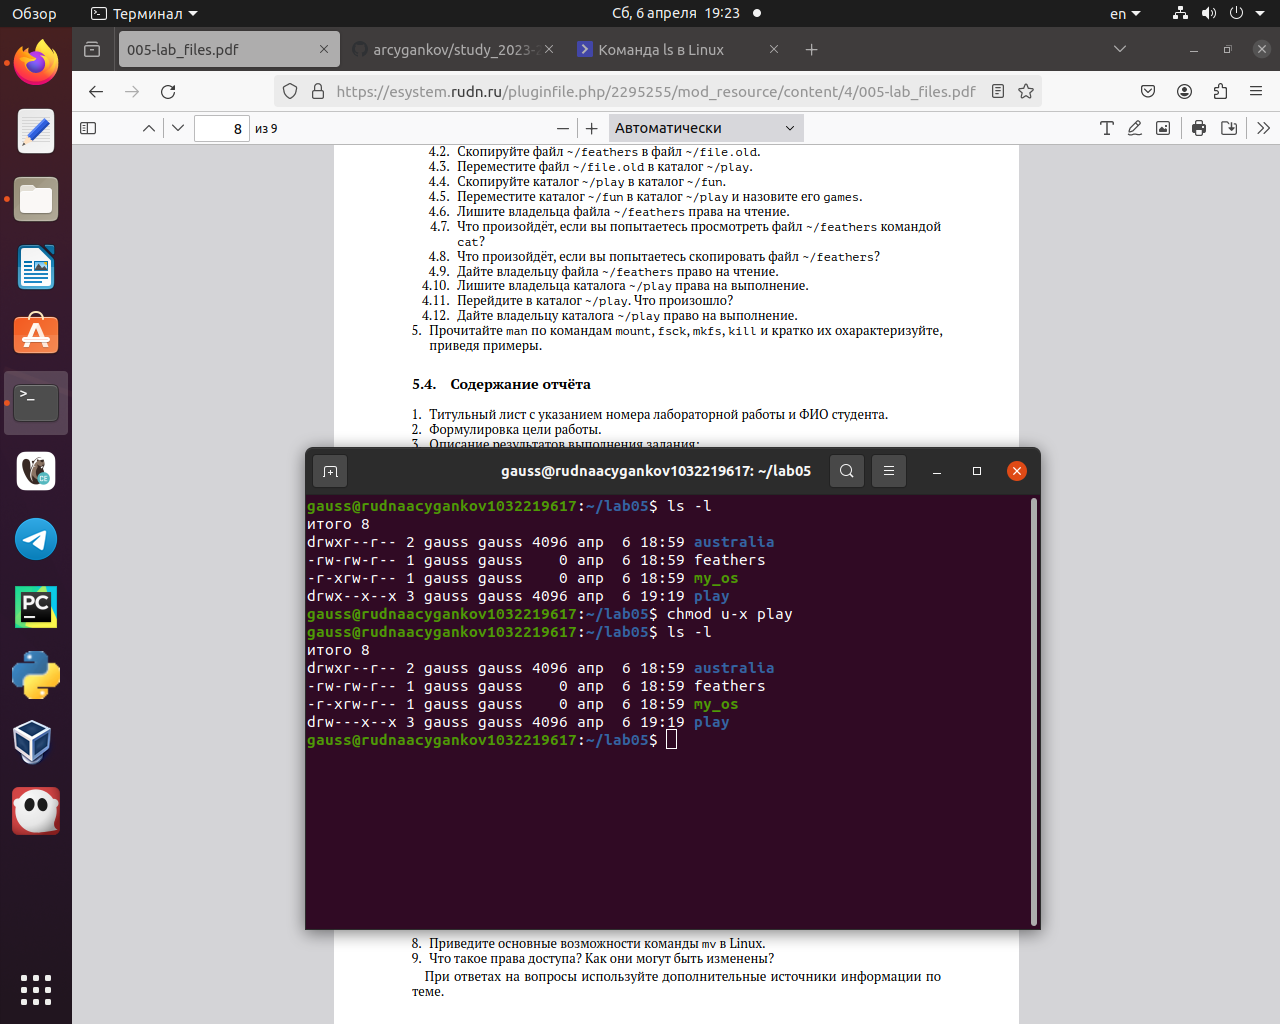 Обзор
Терминал
Сб, 6 апреля 19:23
en
005-lab_files.pdf
arcygankov/study_2023-2
Команда ls в Linux
https://esystem.rudn.ru/pluginfile.php/2295255/mod_resource/content/4/005-lab_files.pdf
8 из 9
Автоматически
4.2. Скопируйте файл ~/feathers в файл ~/file.old.
4.3. Переместите файл ~/file.old в каталог ~/play.
4.4. Скопируйте каталог ~/play в каталог ~/fun.
4.5. Переместите каталог ~/fun в каталог ~/play и назовите его games.
4.6. Лишите владельца файла ~/feathers права на чтение.
4.7. Что произойдёт, если вы попытаетесь просмотреть файл ~/feathers командой
cat?
4.8. Что произойдёт, если вы попытаетесь скопировать файл ~/feathers?
4.9. Дайте владельцу файла ~/feathers право на чтение.
4.10. Лишите владельца каталога ~/play права на выполнение.
4.11. Перейдите в каталог ~/play. Что произошло?
4.12. Дайте владельцу каталога ~/play право на выполнение.
5. Прочитайте man по командам mount, fsck, mkfs, kill и кратко их охарактеризуйте,
приведя примеры.
5.4. Содержание отчёта
1. Титульный лист с указанием номера лабораторной работы и ФИО студента.
2. Формулировка цели работы.
3. Описание результатов выполнения задания:
gauss@rudnaacygankov1032219617: ~/lab05
gauss@rudnaacygankov1032219617:~/lab05$ ls -l
итого 8
drwxr--r-- 2 gauss gauss 4096 апр  6 18:59 australia
-rw-rw-r-- 1 gauss gauss    0 апр  6 18:59 feathers
-r-xrw-r-- 1 gauss gauss    0 апр  6 18:59 my_os
drwx--x--x 3 gauss gauss 4096 апр  6 19:19 play
gauss@rudnaacygankov1032219617:~/lab05$ chmod u-x play
gauss@rudnaacygankov1032219617:~/lab05$ ls -l
итого 8
drwxr--r-- 2 gauss gauss 4096 апр  6 18:59 australia
-rw-rw-r-- 1 gauss gauss    0 апр  6 18:59 feathers
-r-xrw-r-- 1 gauss gauss    0 апр  6 18:59 my_os
drw---x--x 3 gauss gauss 4096 апр  6 19:19 play
gauss@rudnaacygankov1032219617:~/lab05$
8. Приведите основные возможности команды mv в Linux.
9. Что такое права доступа? Как они могут быть изменены?
При ответах на вопросы используйте дополнительные источники информации по
теме.